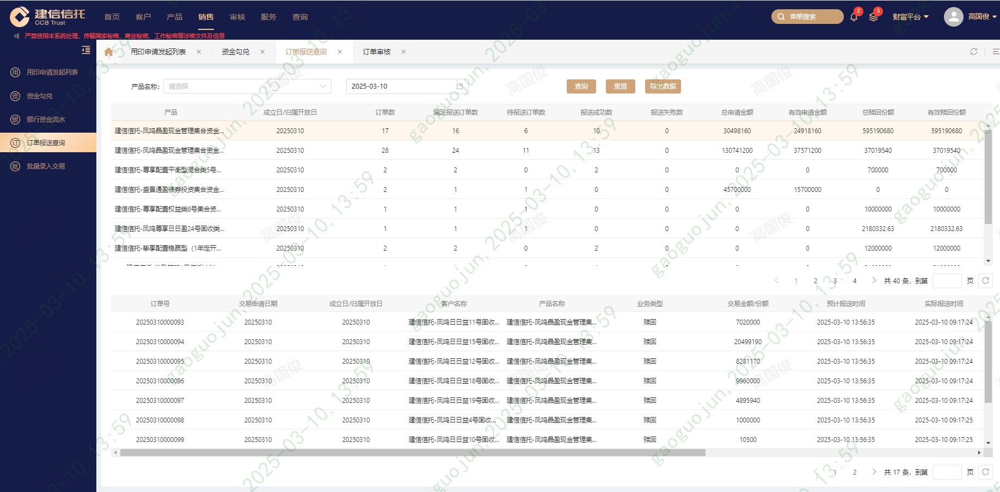 建信信托
CCB Trust
首页 客户 产品 销售 审核 服务 查询
菜单搜索 2 3 财富平台 高国俊
严禁使用本系统处理、传输国家秘密、商业秘密、工作秘密等涉密文件及信息
用印申请发起列表 资金勾兑 订单报送查询 订单审核
用 用印申请发起列表
资 资金勾兑
银 银行资金流水
订 订单报送查询
批 批量录入交易
产品名称: 请选择 2025-03-10 查询 重置 导出数据
产品 成立日/归属开放日 订单数 满足报送订单数 待报送订单数 报送成功数 报送失败数 总申请金额 有效申请金额 总赎回份额 有效赎回份额
建信信托-凤鸣晶盈现金管理集合资金... 20250310 17 16 6 10 0 30498160 24918160 595190680 595190680
建信信托-凤鸣晶盈现金管理集合资金... 20250310 28 24 11 13 0 130741200 37571200 37019540 37019540
建信信托-尊享配置平衡型混合类5号... 20250310 2 2 0 2 0 0 0 700000 700000
建信信托-盛景通盈债券投资集合资金... 20250310 2 1 1 0 0 45700000 15700000 0 0
建信信托-尊享配置权益类8号集合资... 20250310 1 1 1 0 0 0 0 10000000 10000000
建信信托-凤鸣尊享日日盈24号固收类... 20250310 1 1 1 0 0 0 0 2180332.63 2180332.63
建信信托-挚享配置稳赢型（1年定开... 20250310 2 2 0 2 0 0 0 12000000 12000000
1 2 3 4 共 40 条, 到第 页
订单号 交易申请日期 成立日/归属开放日 客户名称 产品名称 业务类型 交易金额/份额 预计报送时间 实际报送时间
20250310000093 20250310 20250310 建信信托-凤鸣日日益11号固收... 建信信托-凤鸣晶盈现金管理集... 赎回 7020000 2025-03-10 13:56:35 2025-03-10 09:17:24
20250310000094 20250310 20250310 建信信托-凤鸣日日益15号固收... 建信信托-凤鸣晶盈现金管理集... 赎回 20499190 2025-03-10 13:56:35 2025-03-10 09:17:24
20250310000095 20250310 20250310 建信信托-凤鸣日日益12号固收... 建信信托-凤鸣晶盈现金管理集... 赎回 8281170 2025-03-10 13:56:35 2025-03-10 09:17:24
20250310000096 20250310 20250310 建信信托-凤鸣日日益18号固收... 建信信托-凤鸣晶盈现金管理集... 赎回 9960000 2025-03-10 13:56:35 2025-03-10 09:17:24
20250310000097 20250310 20250310 建信信托-凤鸣日日益19号固收... 建信信托-凤鸣晶盈现金管理集... 赎回 4895940 2025-03-10 13:56:35 2025-03-10 09:17:24
20250310000098 20250310 20250310 建信信托-凤鸣日日益4号固收... 建信信托-凤鸣晶盈现金管理集... 赎回 1000000 2025-03-10 13:56:35 2025-03-10 09:17:25
20250310000099 20250310 20250310 建信信托-凤鸣日日益10号固收... 建信信托-凤鸣晶盈现金管理集... 赎回 10500 2025-03-10 13:56:35 2025-03-10 09:17:25
1 2 共 17 条, 到第 页
gaoguojun, 2025-03-10, 13:59
高国俊